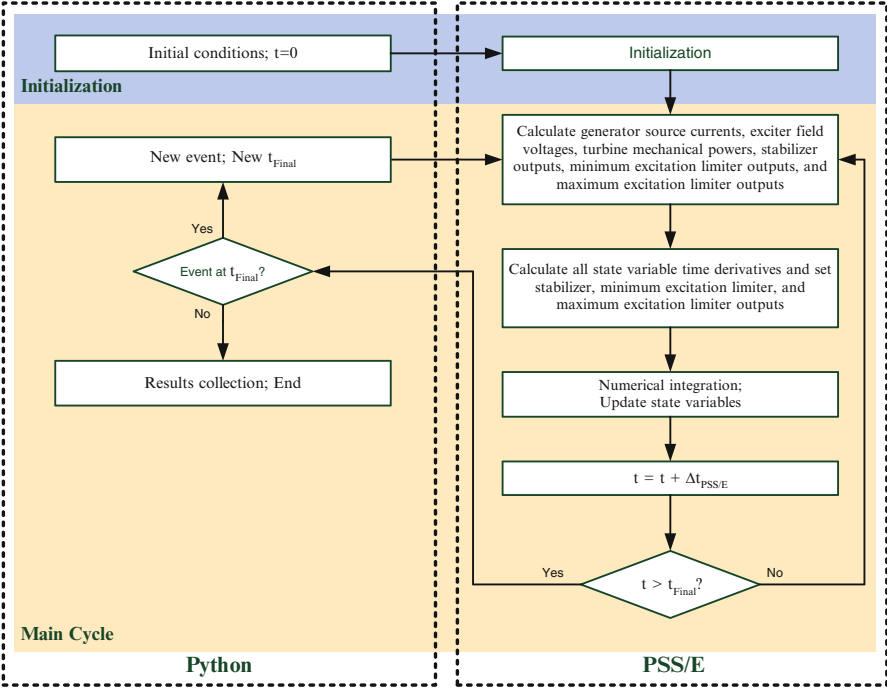 Initial conditions; t=0
Initialization
Initialization
New event; New tFinal
Calculate generator source currents, exciter field
voltages, turbine mechanical powers, stabilizer
outputs, minimum excitation limiter outputs, and
maximum excitation limiter outputs
Yes
Event at tFinal?
No
Calculate all state variable time derivatives and set
stabilizer, minimum excitation limiter, and
maximum excitation limiter outputs
Results collection; End
Numerical integration;
Update state variables
t = t + ΔtPSS/E
Yes
t > tFinal?
No
Main Cycle
Python
PSS/E